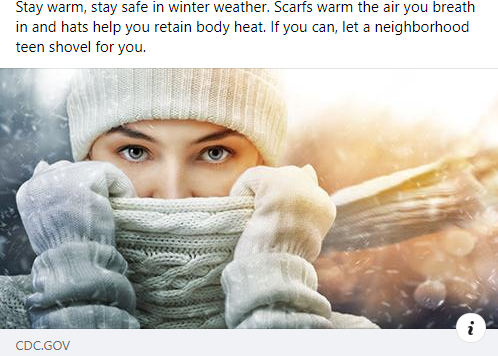 Stay warm, stay safe in winter weather. Scarfs warm the air you breath
in and hats help you retain body heat. If you can, let a neighborhood
teen shovel for you.
i
CDC.GOV